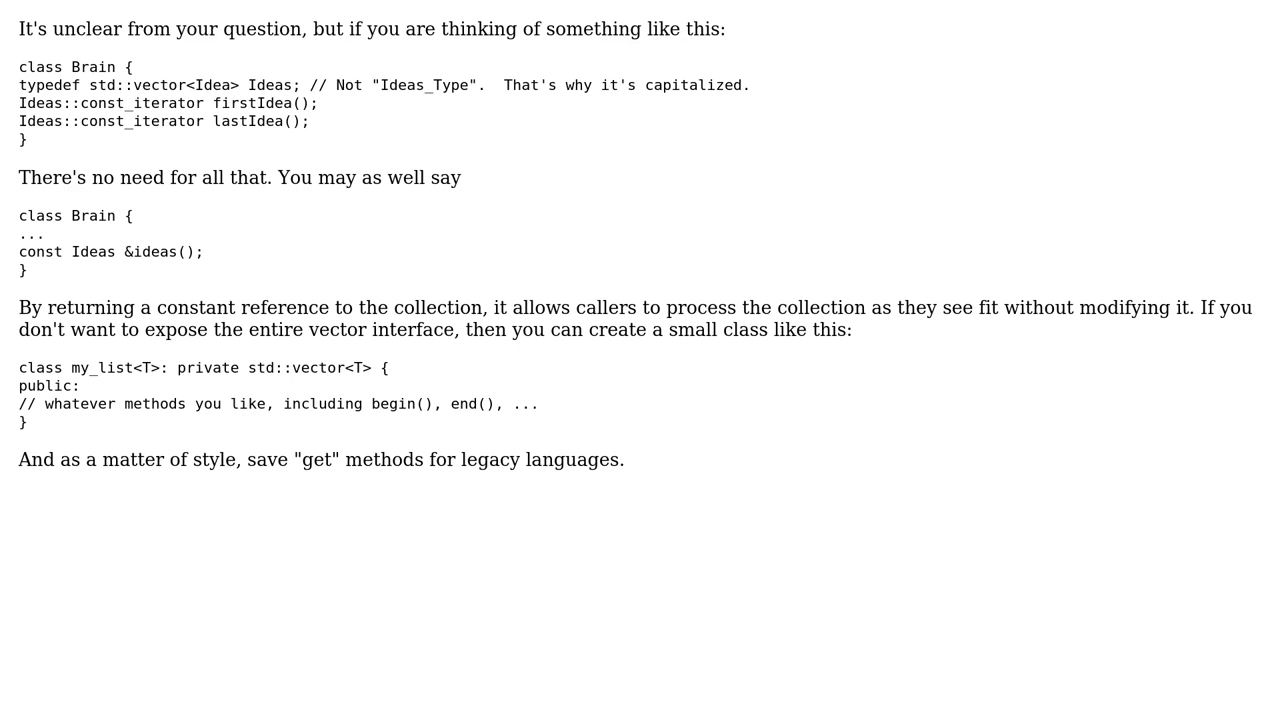 It's unclear from your question, but if you are thinking of something like this:
class Brain {
typedef std::vector<Idea> Ideas; // Not "Ideas_Type".  That's why it's capitalized.
Ideas::const_iterator firstIdea();
Ideas::const_iterator lastIdea();
}
There's no need for all that. You may as well say
class Brain {
...
const Ideas &ideas();
}
By returning a constant reference to the collection, it allows callers to process the collection as they see fit without modifying it. If you
don't want to expose the entire vector interface, then you can create a small class like this:
class my_list<T>: private std::vector<T> {
public:
// whatever methods you like, including begin(), end(), ...
}
And as a matter of style, save "get" methods for legacy languages.